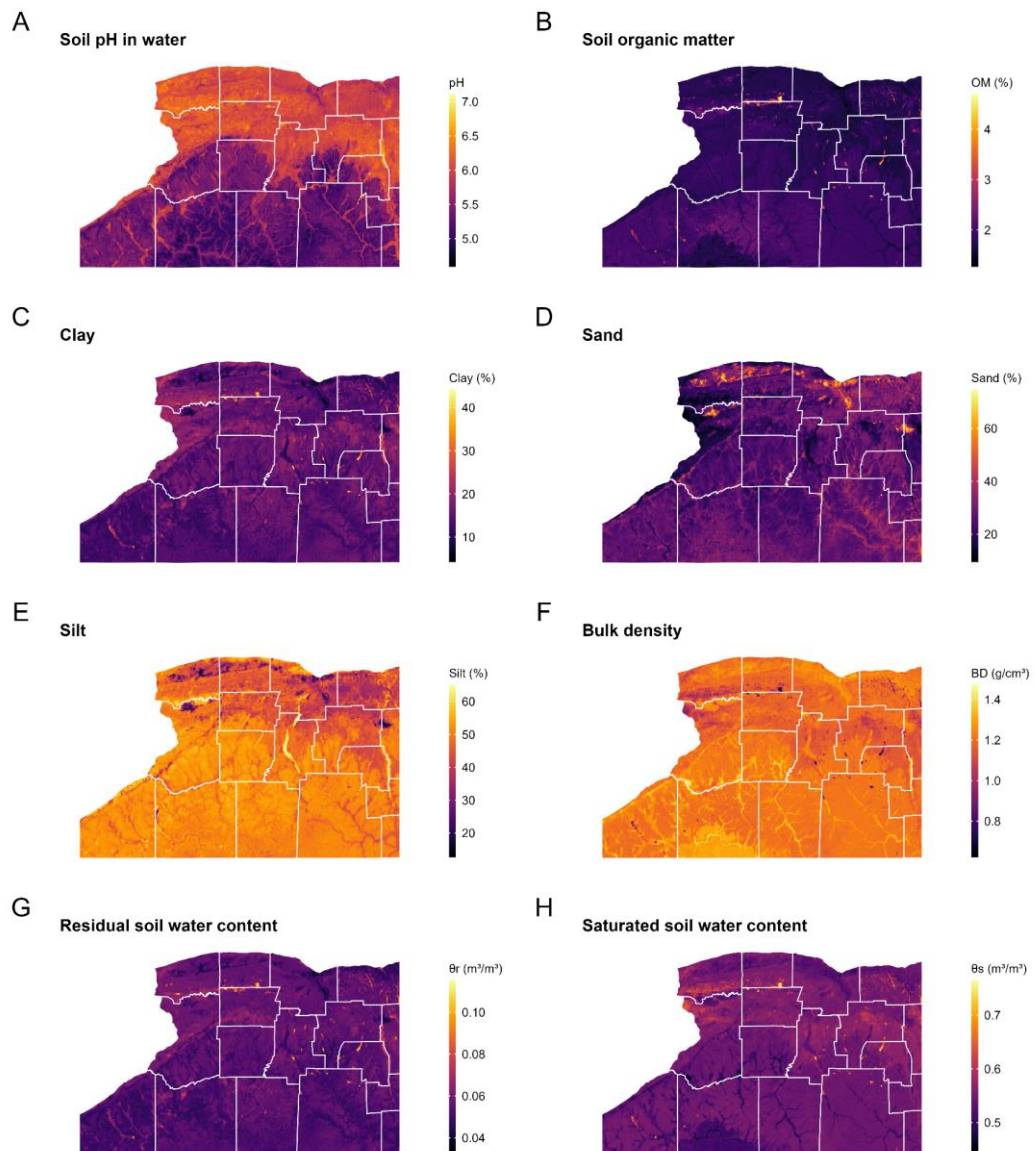 A
Soil pH in water
pH
7.0
6.5
6.0
5.5
5.0
B
Soil organic matter
OM (%)
4
3
2
C
Clay
Clay (%)
40
30
20
10
D
Sand
Sand (%)
60
40
20
E
Silt
Silt (%)
60
50
40
30
20
F
Bulk density
BD (g/cm³)
1.4
1.2
1.0
0.8
G
Residual soil water content
θr (m³/m³)
0.10
0.08
0.06
0.04
H
Saturated soil water content
θs (m³/m³)
0.7
0.6
0.5